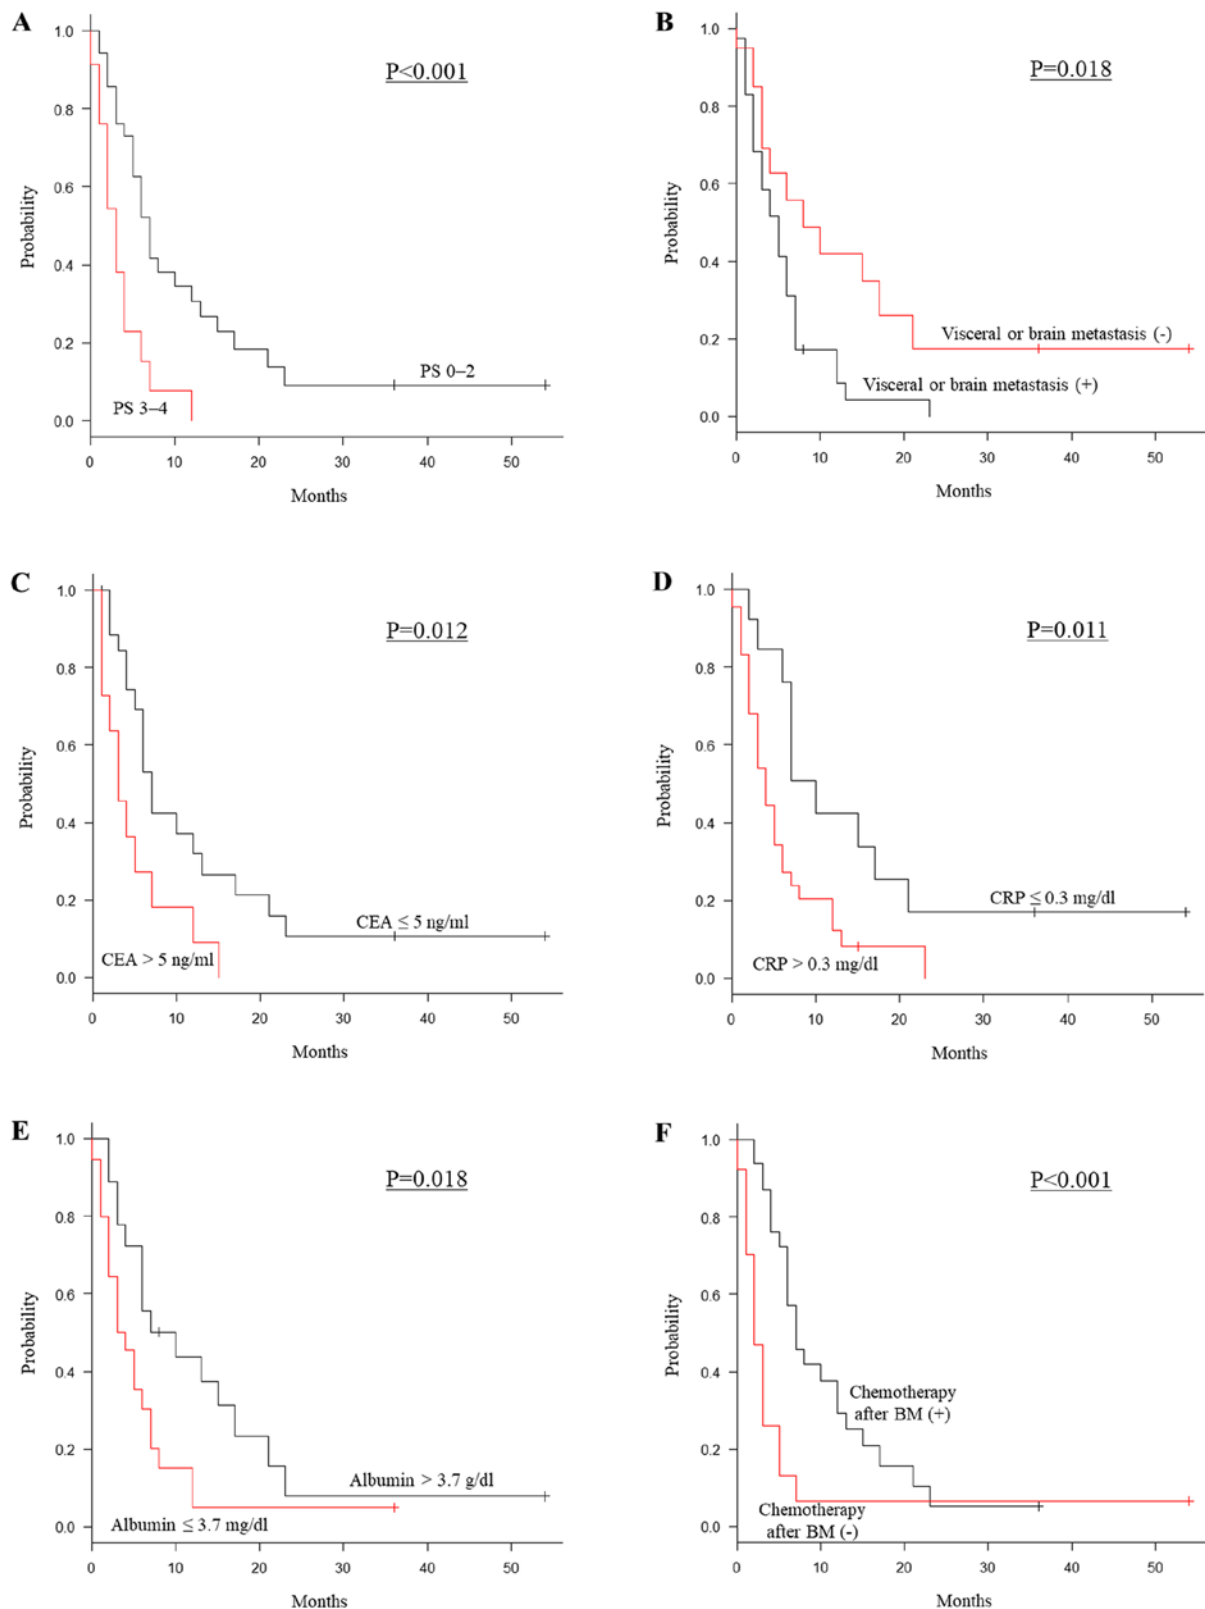 A
P<0.001
1.0
0.8
0.6
0.4
0.2
0.0
Probability
PS 0–2
PS 3–4
0 10 20 30 40 50
Months
B
P=0.018
1.0
0.8
0.6
0.4
0.2
0.0
Probability
Visceral or brain metastasis (-)
Visceral or brain metastasis (+)
0 10 20 30 40 50
Months
C
P=0.012
1.0
0.8
0.6
0.4
0.2
0.0
Probability
CEA ≤ 5 ng/ml
CEA > 5 ng/ml
0 10 20 30 40 50
Months
D
P=0.011
1.0
0.8
0.6
0.4
0.2
0.0
Probability
CRP ≤ 0.3 mg/dl
CRP > 0.3 mg/dl
0 10 20 30 40 50
Months
E
P=0.018
1.0
0.8
0.6
0.4
0.2
0.0
Probability
Albumin > 3.7 g/dl
Albumin ≤ 3.7 mg/dl
0 10 20 30 40 50
Months
F
P<0.001
1.0
0.8
0.6
0.4
0.2
0.0
Probability
Chemotherapy
after BM (+)
Chemotherapy
after BM (-)
0 10 20 30 40 50
Months